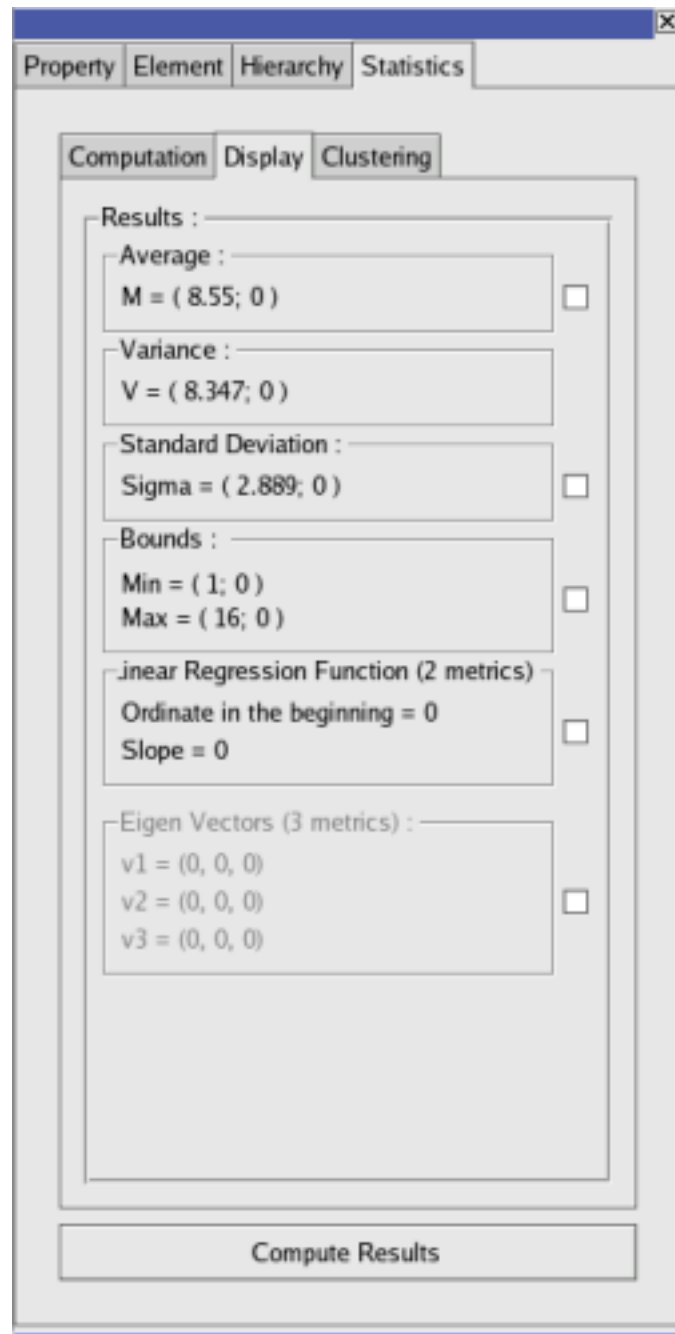 Property Element Hierarchy Statistics
Computation Display Clustering
Results :
Average :
M = ( 8.55; 0 )
Variance :
V = ( 8.347; 0 )
Standard Deviation :
Sigma = ( 2.889; 0 )
Bounds :
Min = ( 1; 0 )
Max = ( 16; 0 )
.inear Regression Function (2 metrics)
Ordinate in the beginning = 0
Slope = 0
Eigen Vectors (3 metrics) :
v1 = (0, 0, 0)
v2 = (0, 0, 0)
v3 = (0, 0, 0)
Compute Results